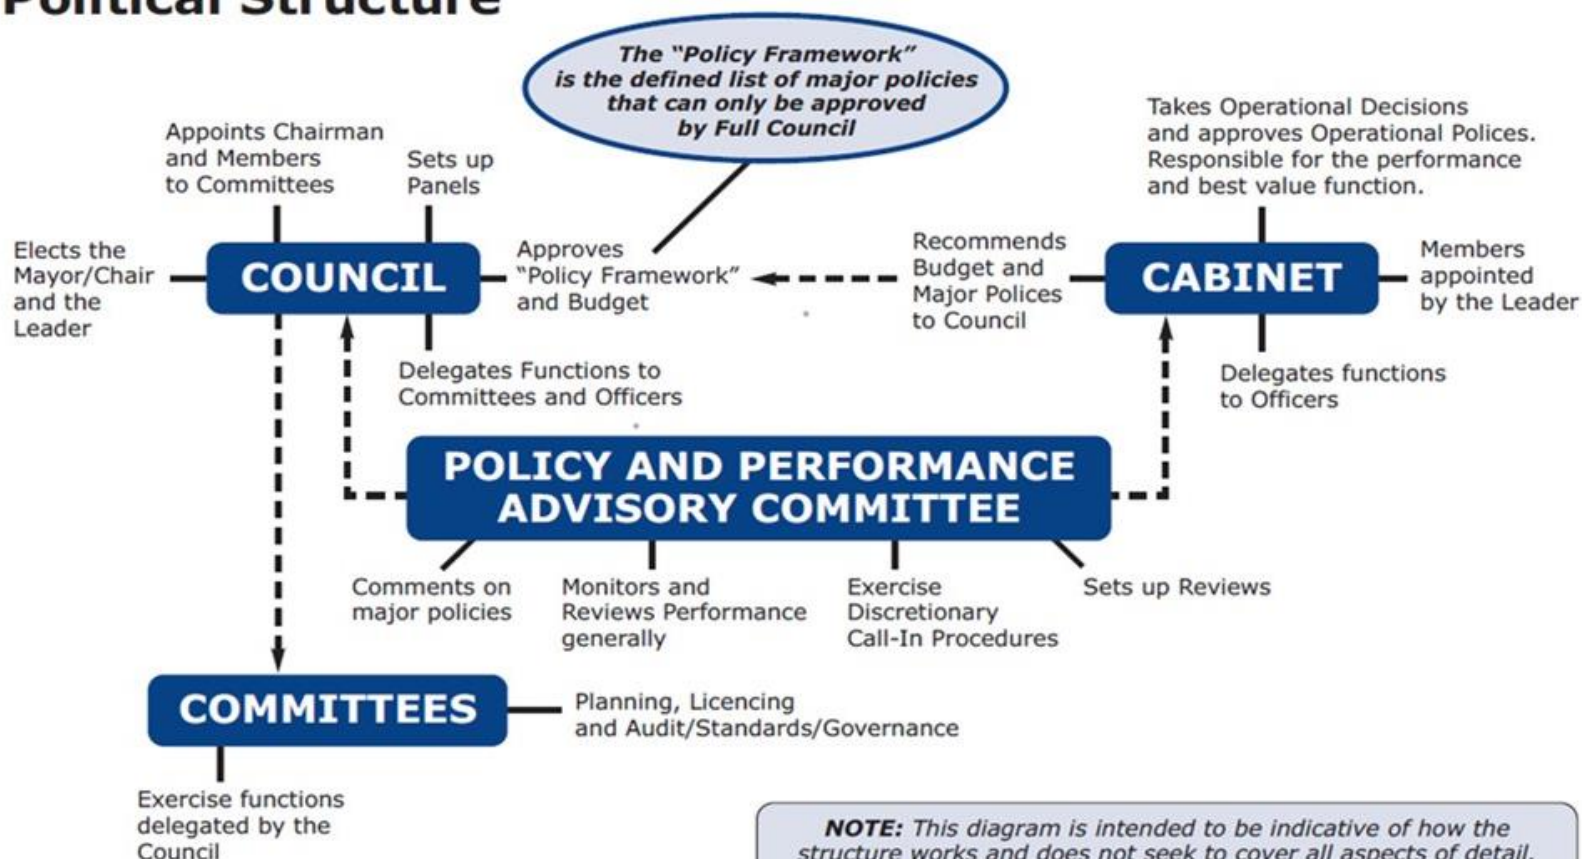 Political Structure
The “Policy Framework”
is the defined list of major policies
that can only be approved
by Full Council
Takes Operational Decisions
and approves Operational Polices.
Responsible for the performance
and best value function.
Appoints Chairman
and Members
to Committees
Sets up
Panels
Elects the
Mayor/Chair
and the
Leader
COUNCIL
Approves
“Policy Framework”
and Budget
Recommends
Budget and
Major Polices
to Council
CABINET
Members
appointed
by the Leader
Delegates Functions to
Committees and Officers
Delegates functions
to Officers
POLICY AND PERFORMANCE
ADVISORY COMMITTEE
Comments on
major policies
Monitors and
Reviews Performance
generally
Exercise
Discretionary
Call-In Procedures
Sets up Reviews
COMMITTEES
Planning, Licencing
and Audit/Standards/Governance
Exercise functions
delegated by the
Council
NOTE: This diagram is intended to be indicative of how the
structure works and does not seek to cover all aspects of detail.